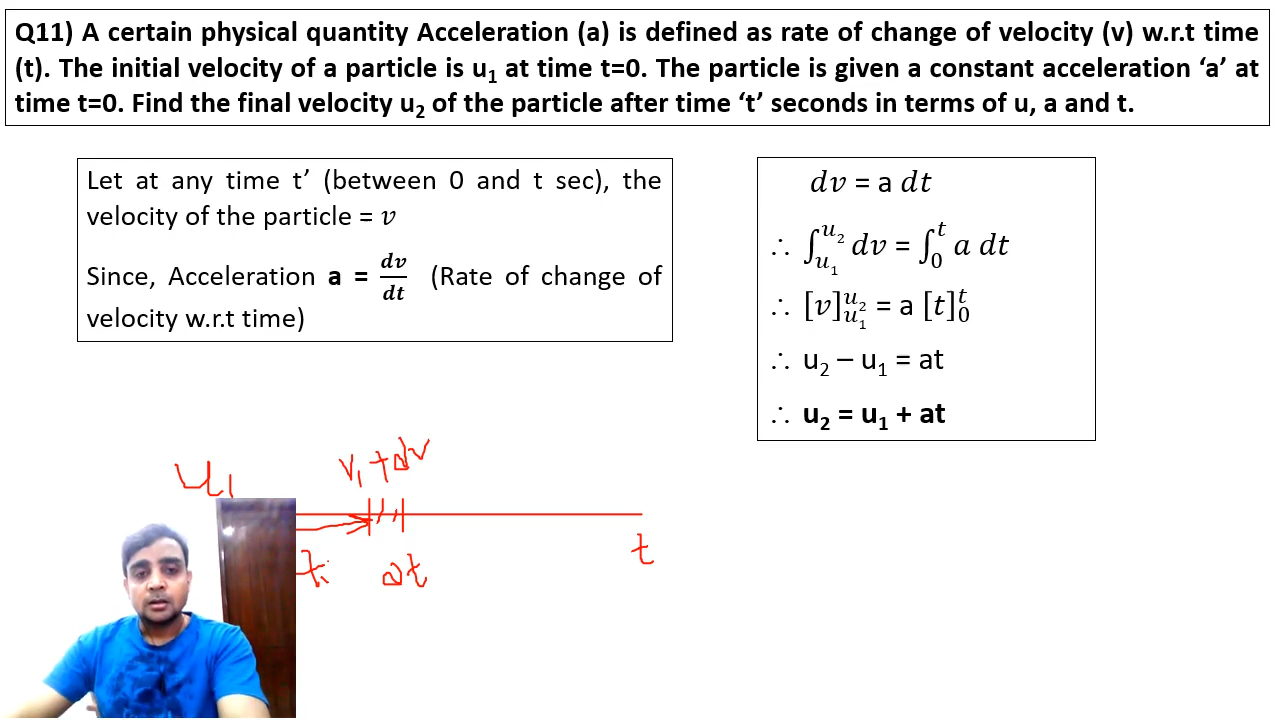 Q11) A certain physical quantity Acceleration (a) is defined as rate of change of velocity (v) w.r.t time
(t). The initial velocity of a particle is u₁ at time t=0. The particle is given a constant acceleration ‘a’ at
time t=0. Find the final velocity u₂ of the particle after time ‘t’ seconds in terms of u, a and t.
Let at any time t’ (between 0 and t sec), the
velocity of the particle = v
Since, Acceleration a = dv/dt (Rate of change of
velocity w.r.t time)
dv = a dt
∴ ∫_{u₁}^{u₂} dv = ∫_0^t a dt
∴ [v]_{u₁}^{u₂} = a [t]_0^t
∴ u₂ – u₁ = at
∴ u₂ = u₁ + at
v₁ + dv
u₁
t
t₁ dt